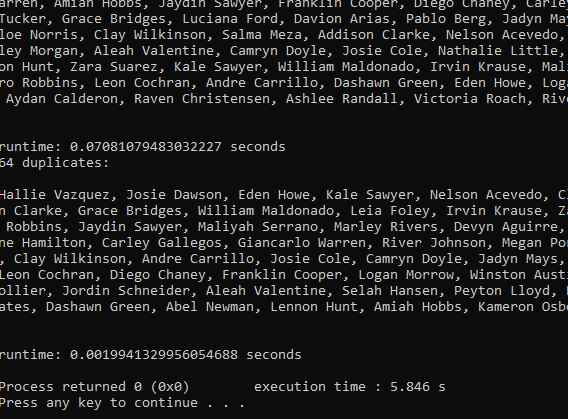 arren, Amiah Hobbs, Jaydin Sawyer, Franklin Cooper, Diego Chaney, Carley
Tucker, Grace Bridges, Luciana Ford, Davion Arias, Pablo Berg, Jadyn May
loe Norris, Clay Wilkinson, Salma Meza, Addison Clarke, Nelson Acevedo,
ley Morgan, Aleah Valentine, Camryn Doyle, Josie Cole, Nathalie Little,
on Hunt, Zara Suarez, Kale Sawyer, William Maldonado, Irvin Krause, Mali
ro Robbins, Leon Cochran, Andre Carrillo, Dashawn Green, Eden Howe, Loga
Aydan Calderon, Raven Christensen, Ashlee Randall, Victoria Roach, Rive
runtime: 0.07081079483032227 seconds
64 duplicates:
Hallie Vazquez, Josie Dawson, Eden Howe, Kale Sawyer, Nelson Acevedo, C
n Clarke, Grace Bridges, William Maldonado, Leia Foley, Irvin Krause, Za
Robbins, Jaydin Sawyer, Maliyah Serrano, Marley Rivers, Devyn Aguirre,
ne Hamilton, Carley Gallegos, Giancarlo Warren, River Johnson, Megan Por
, Clay Wilkinson, Andre Carrillo, Josie Cole, Camryn Doyle, Jadyn Mays,
Leon Cochran, Diego Chaney, Franklin Cooper, Logan Morrow, Winston Aust
ollier, Jordin Schneider, Aleah Valentine, Selah Hansen, Peyton Lloyd,
ates, Dashawn Green, Abel Newman, Lennon Hunt, Amiah Hobbs, Kameron Osbo
runtime: 0.0019941329956054688 seconds
Process returned 0 (0x0) execution time : 5.846 s
Press any key to continue . . .